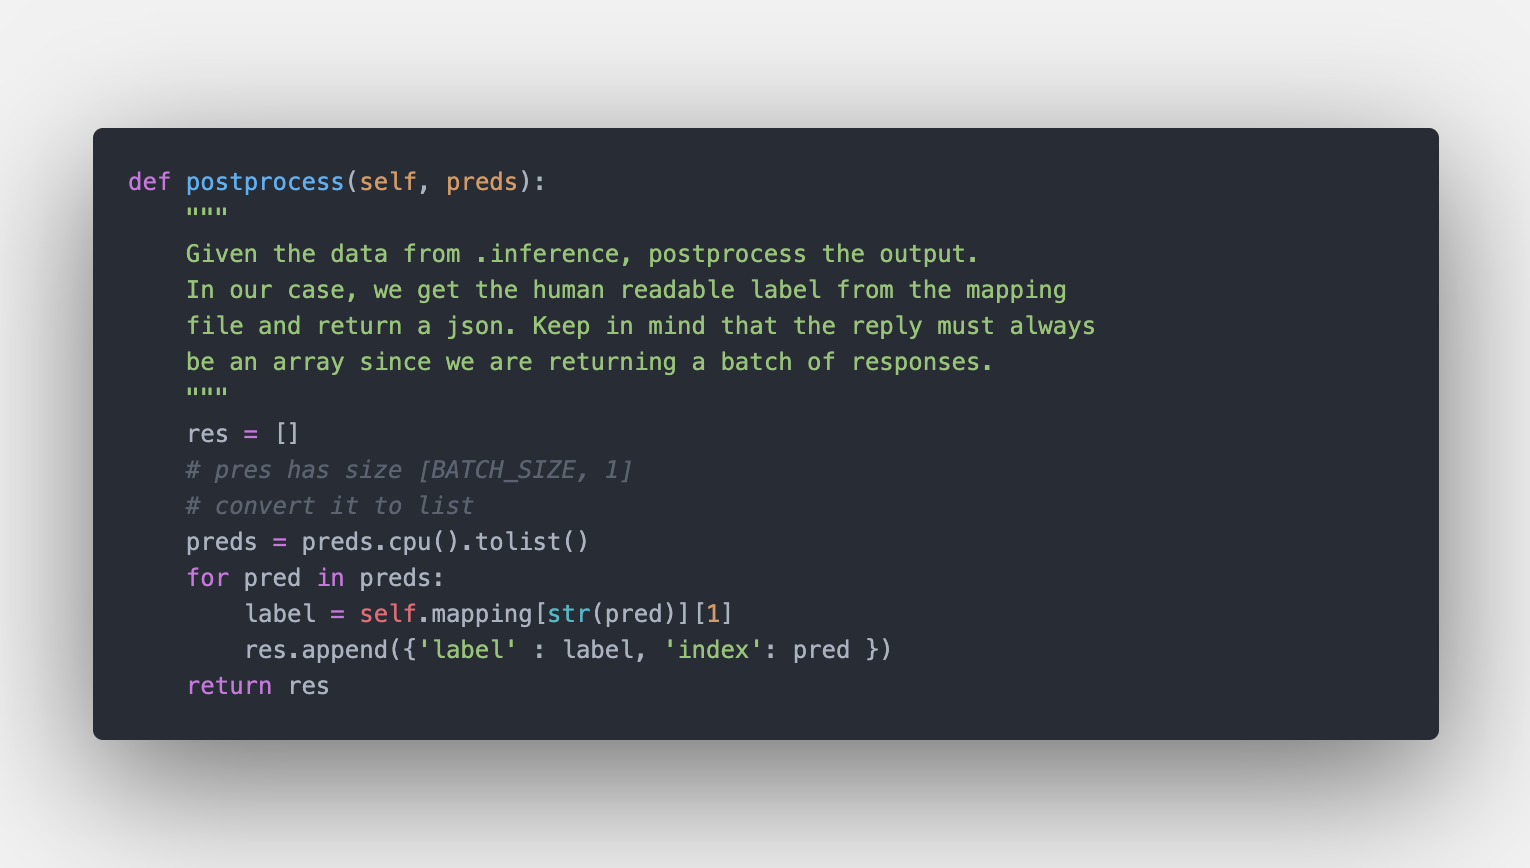 def postprocess(self, preds):
    """
    Given the data from .inference, postprocess the output.
    In our case, we get the human readable label from the mapping
    file and return a json. Keep in mind that the reply must always
    be an array since we are returning a batch of responses.
    """
    res = []
    # pres has size [BATCH_SIZE, 1]
    # convert it to list
    preds = preds.cpu().tolist()
    for pred in preds:
        label = self.mapping[str(pred)][1]
        res.append({'label' : label, 'index': pred })
    return res